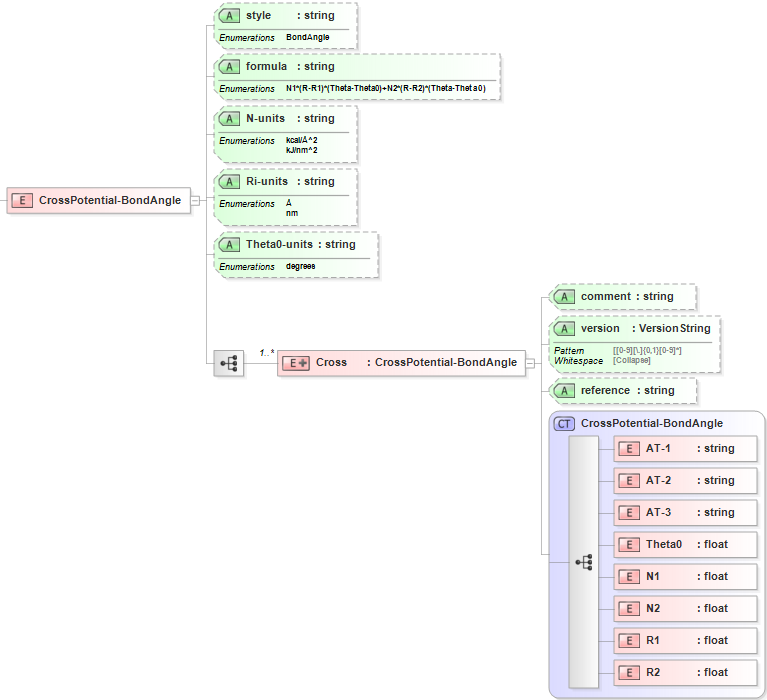 A style : string
Enumerations BondAngle
A formula : string
Enumerations N1*(R-R1)*(Theta-Theta0)+N2*(R-R2)*(Theta-Theta0)
A N-units : string
Enumerations kcal/Å^2
kJ/nm^2
A Ri-units : string
Enumerations Å
nm
E CrossPotential-BondAngle
A Theta0-units : string
Enumerations degrees
A comment : string
A version : VersionString
Pattern [[0-9][\.]{0,1}[0-9]*]
Whitespace [Collapse]
1..*
E Cross : CrossPotential-BondAngle
A reference : string
CT CrossPotential-BondAngle
E AT-1 : string
E AT-2 : string
E AT-3 : string
E Theta0 : float
E N1 : float
E N2 : float
E R1 : float
E R2 : float